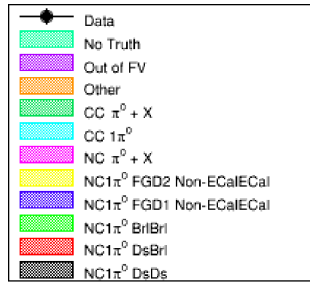 Data
No Truth
Out of FV
Other
CC π⁰ + X
CC 1π⁰
NC π⁰ + X
NC1π⁰ FGD2 Non-ECalECal
NC1π⁰ FGD1 Non-ECalECal
NC1π⁰ BrlBrl
NC1π⁰ DsBrl
NC1π⁰ DsDs